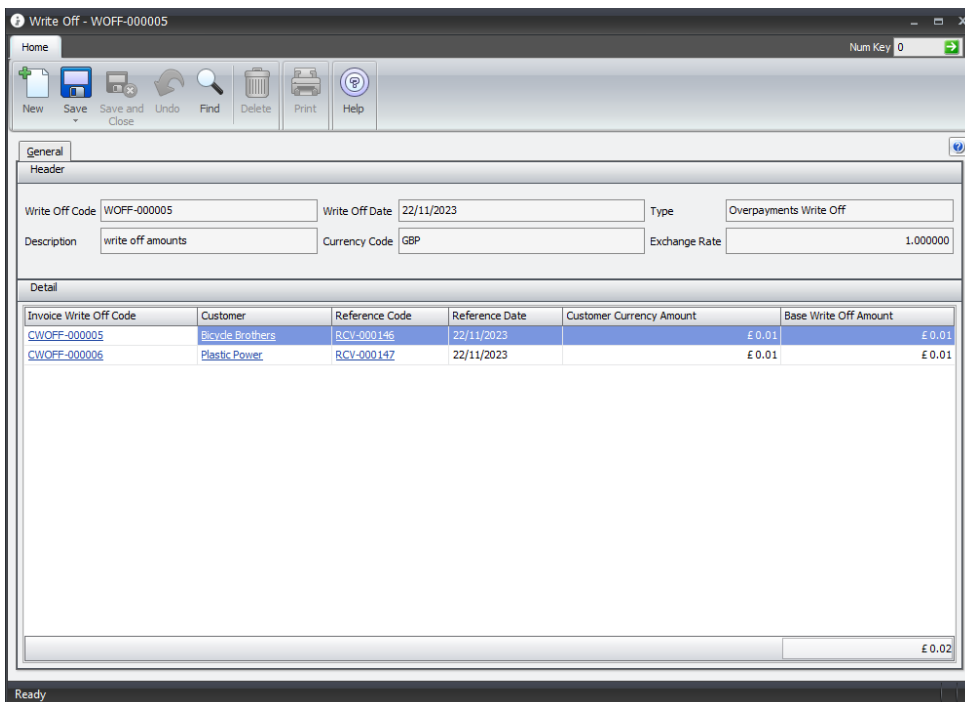 Write Off - WOFF-000005
Home Num Key 0
New Save Save and Close Undo Find Delete Print Help
General
Header
Write Off Code WOFF-000005 Write Off Date 22/11/2023 Type Overpayments Write Off
Description write off amounts Currency Code GBP Exchange Rate 1.000000
Detail
Invoice Write Off Code Customer Reference Code Reference Date Customer Currency Amount Base Write Off Amount
CWOFF-000005 Bicycle Brothers RCV-000146 22/11/2023 £ 0.01 £ 0.01
CWOFF-000006 Plastic Power RCV-000147 22/11/2023 £ 0.01 £ 0.01
£ 0.02
Ready